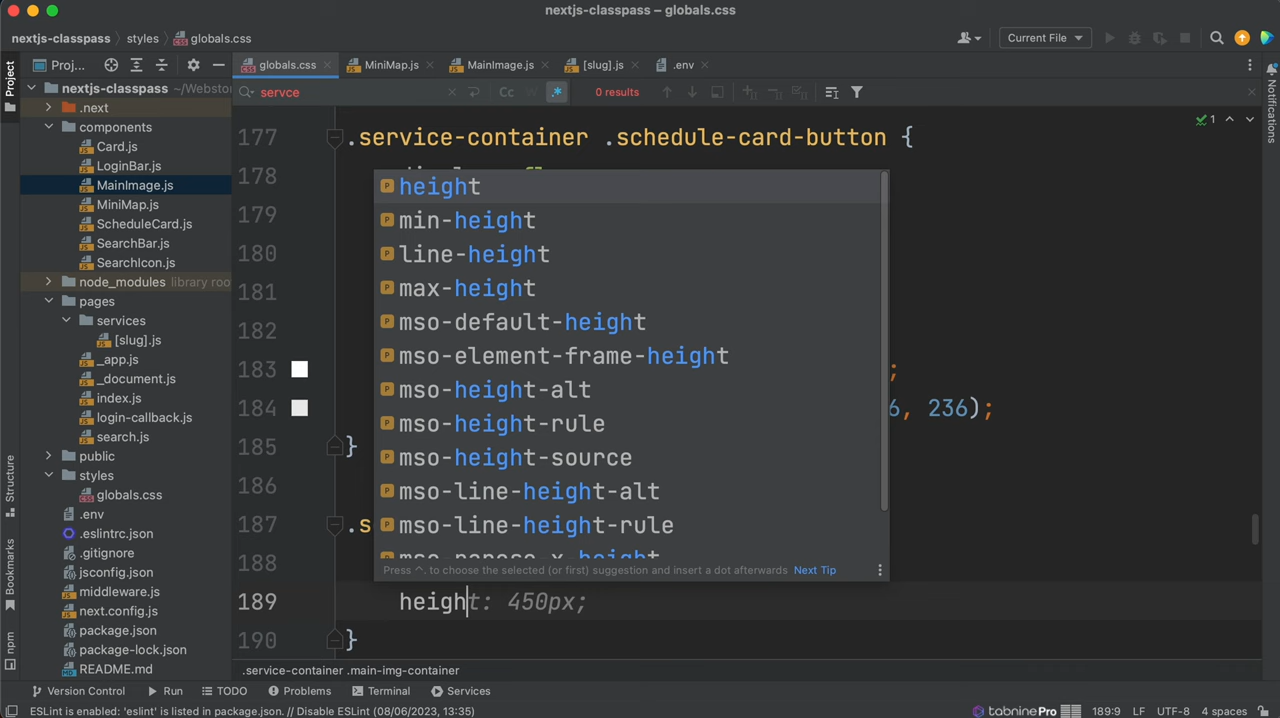 nextjs-classpass – globals.css
nextjs-classpass
styles
globals.css
Current File
Project
Proj...
globals.css
MiniMap.js
MainImage.js
[slug].js
.env
Notifications
nextjs-classpass ~/Websto
servce
Cc
.*
0 results
.next
components
Card.js
LoginBar.js
MainImage.js
MiniMap.js
ScheduleCard.js
SearchBar.js
SearchIcon.js
node_modules library roo
pages
services
[slug].js
_app.js
_document.js
index.js
login-callback.js
search.js
public
styles
globals.css
.env
.eslintrc.json
.gitignore
jsconfig.json
middleware.js
next.config.js
package.json
package-lock.json
README.md
1
177 .service-container .schedule-card-button {
178
179
180
181
182
183 ;
184 6, 236);
185 }
186
187 .s
188
189 height: 450px;
190 }
height
min-height
line-height
max-height
mso-default-height
mso-element-frame-height
mso-height-alt
mso-height-rule
mso-height-source
mso-line-height-alt
mso-line-height-rule
Press ^. to choose the selected (or first) suggestion and insert a dot afterwards Next Tip
.service-container .main-img-container
Structure
Bookmarks
npm
Version Control
Run
TODO
Problems
Terminal
Services
ESLint is enabled: 'eslint' is listed in package.json. // Disable ESLint (08/06/2023, 13:35)
tabnine Pro
189:9 LF UTF-8 4 spaces